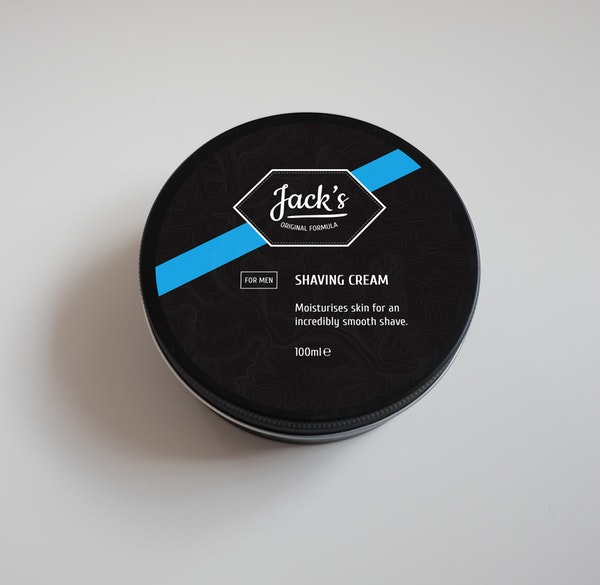 Jack's
ORIGINAL FORMULA
FOR MEN
SHAVING CREAM
Moisturises skin for an
incredibly smooth shave.
100ml℮